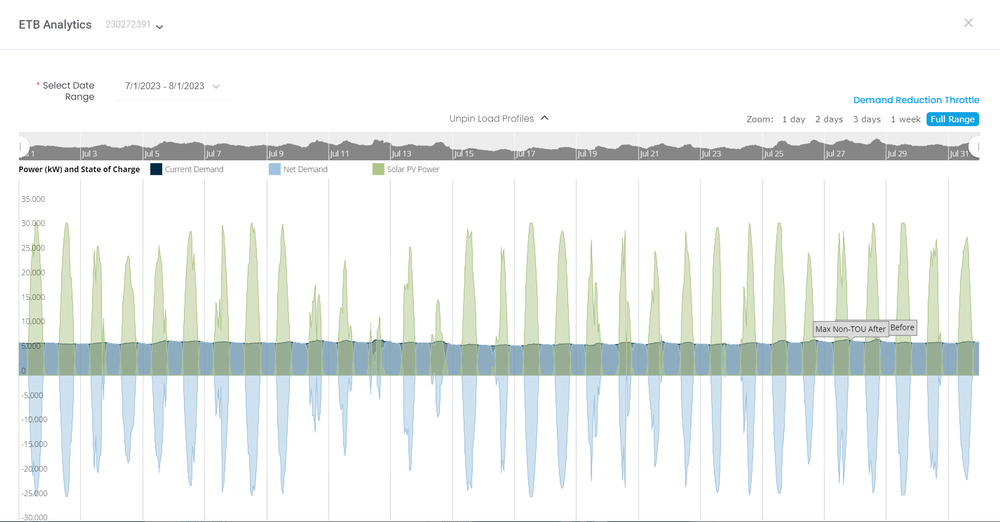 ETB Analytics 230272391
* Select Date Range
7/1/2023 - 8/1/2023
Demand Reduction Throttle
Unpin Load Profiles
Zoom: 1 day 2 days 3 days 1 week Full Range
1 Jul 3 Jul 5 Jul 7 Jul 9 Jul 11 Jul 13 Jul 15 Jul 17 Jul 19 Jul 21 Jul 23 Jul 25 Jul 27 Jul 29 Jul 31
Power (kW) and State of Charge Current Demand Net Demand Solar PV Power
35,000
30,000
25,000
20,000
15,000
10,000
Max Non-TOU After Before
5,000
0
-5,000
-10,000
-15,000
-20,000
-25,000
-30,000